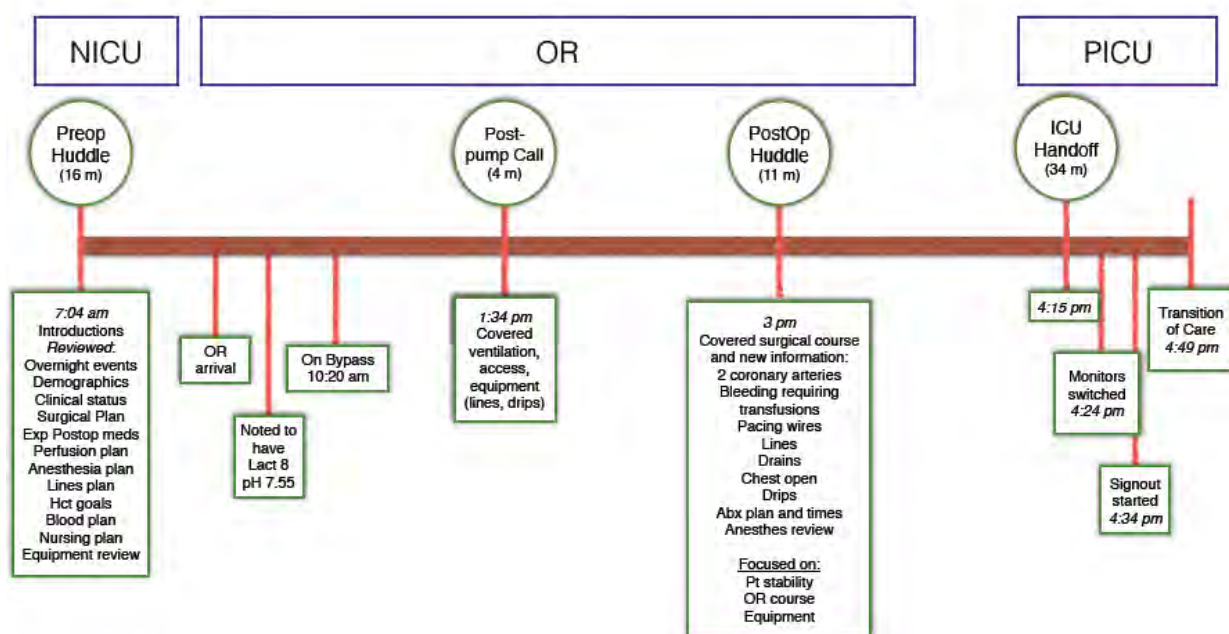 NICU
OR
PICU
Preop
Huddle
(16 m)
Post-
pump Call
(4 m)
PostOp
Huddle
(11 m)
ICU
Handoff
(34 m)
7:04 am
Introductions
Reviewed:
Overnight events
Demographics
Clinical status
Surgical Plan
Exp Postop meds
Perfusion plan
Anesthesia plan
Lines plan
Hct goals
Blood plan
Nursing plan
Equipment review
OR
arrival
Noted to
have
Lact 8
pH 7.55
On Bypass
10:20 am
1:34 pm
Covered
ventilation,
access,
equipment
(lines, drips)
3 pm
Covered surgical course
and new information:
2 coronary arteries
Bleeding requiring
transfusions
Pacing wires
Lines
Drains
Chest open
Drips
Abx plan and times
Anesthes review
Focused on:
Pt stability
OR course
Equipment
4:15 pm
Monitors
switched
4:24 pm
Signout
started
4:34 pm
Transition
of Care
4:49 pm